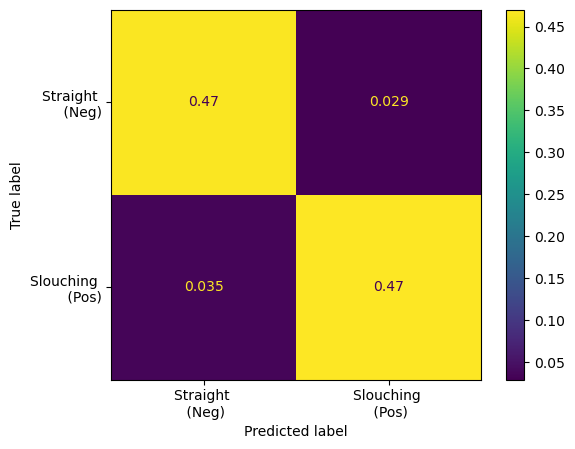 Straight
(Neg)
Slouching
(Pos)
True label
0.47
0.029
0.035
0.47
Straight
(Neg)
Slouching
(Pos)
Predicted label
0.45
0.40
0.35
0.30
0.25
0.20
0.15
0.10
0.05